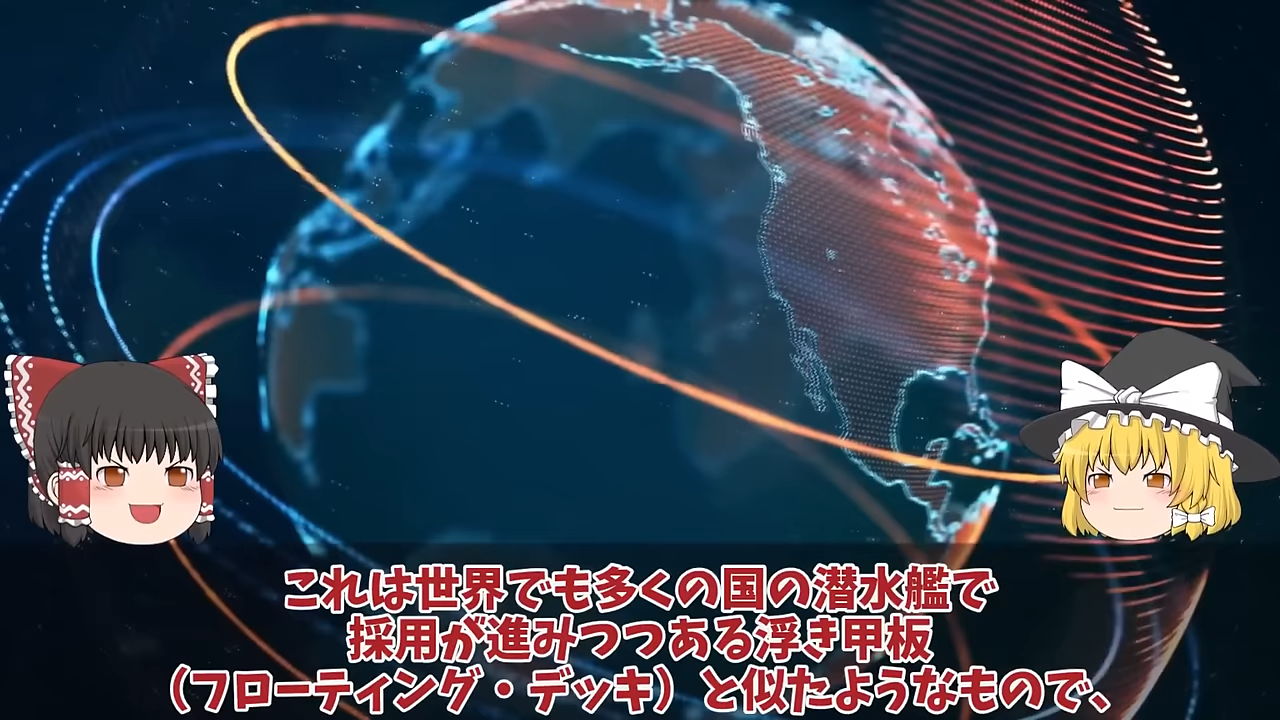 これは世界でも多くの国の潜水艦で
採用が進みつつある浮き甲板
（フローティング・デッキ）と似たようなもので、